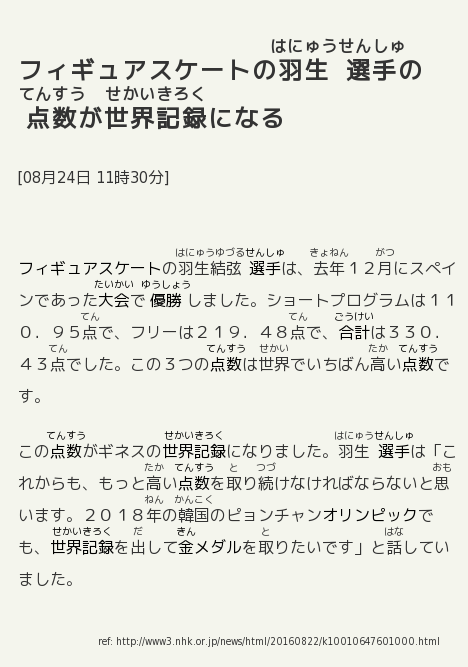 はにゅうせんしゅ
フィギュアスケートの羽生 選手の
てんすう せかいきろく
点数が世界記録になる
[08月24日 11時30分]
はにゅうゆづるせんしゅ きょねん がつ
フィギュアスケートの羽生結弦 選手は、去年１２月にスペイ
たいかい ゆうしょう
ンであった大会で 優勝 しました。ショートプログラムは１１
てん てん ごうけい
０．９５点で、フリーは２１９．４８点で、合計は３３０．
てん てんすう せかい たか てんすう
４３点でした。この３つの点数は世界でいちばん高い点数で
す。
てんすう せかいきろく はにゅうせんしゅ
この点数がギネスの世界記録になりました。羽生 選手は「こ
たか てんすう と つづ おも
れからも、もっと高い点数を取り続けなければならないと思
ねん かんこく
います。２０１８年の韓国のピョンチャンオリンピックで
せかいきろく だ きん と はな
も、世界記録を出して金メダルを取りたいです」と話してい
ました。
ref: http://www3.nhk.or.jp/news/html/20160822/k10010647601000.html